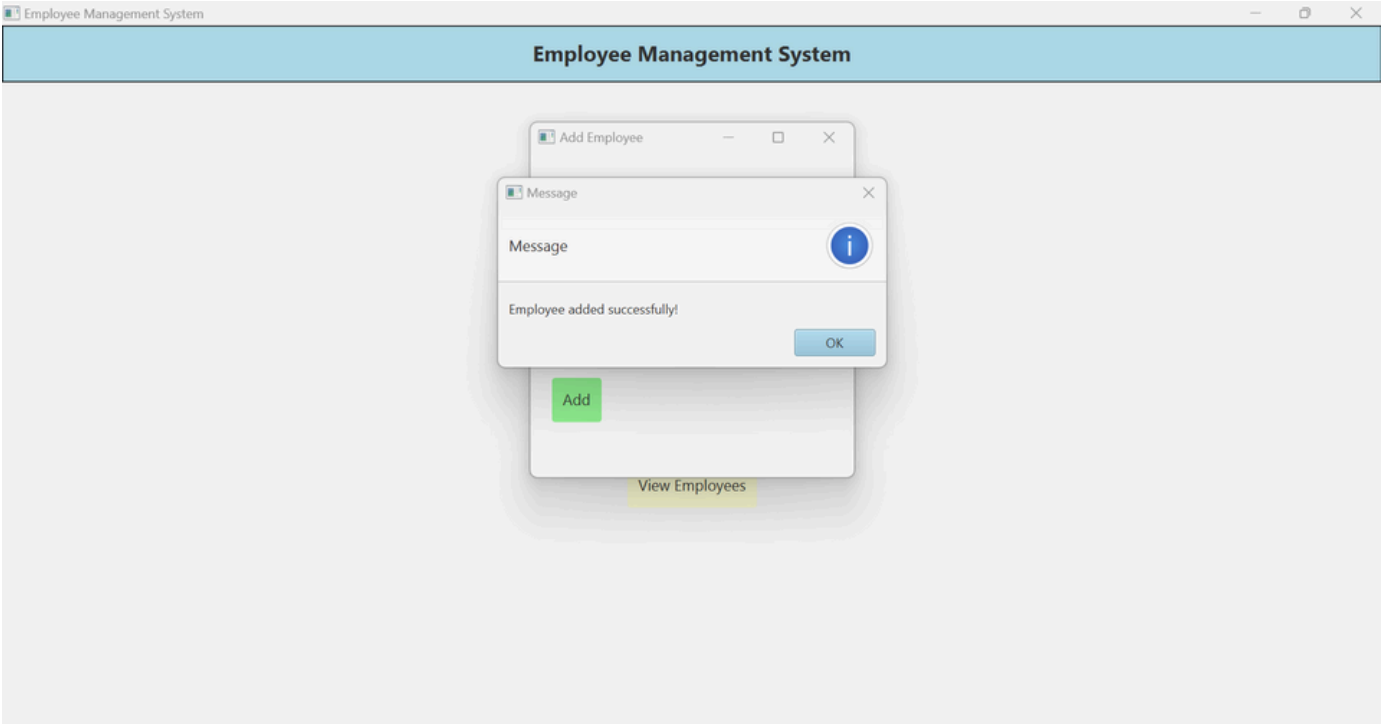 Employee Management System
Employee Management System
Add Employee
Message
Message
i
Employee added successfully!
OK
Add
View Employees